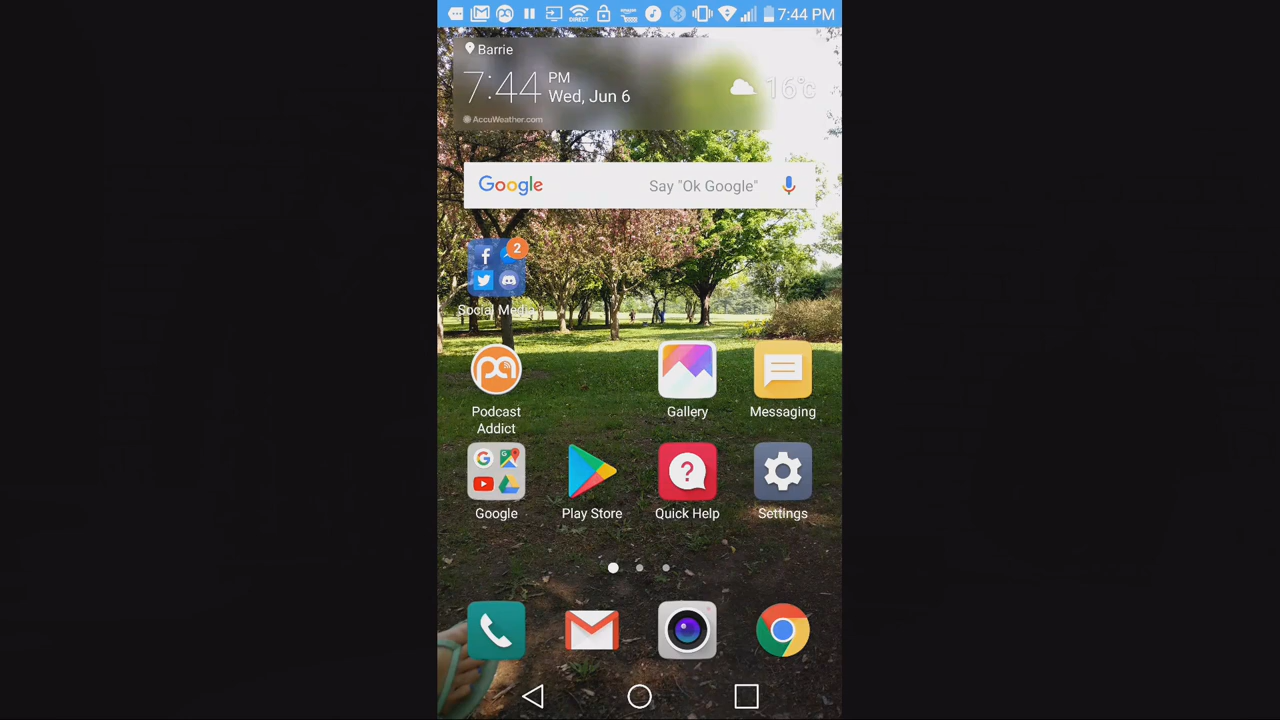 7:44 PM
Barrie
7:44 PM
Wed, Jun 6
16°c
AccuWeather.com
Google Say "Ok Google"
2
Social Media
Podcast Addict
Gallery
Messaging
Google
Play Store
Quick Help
Settings